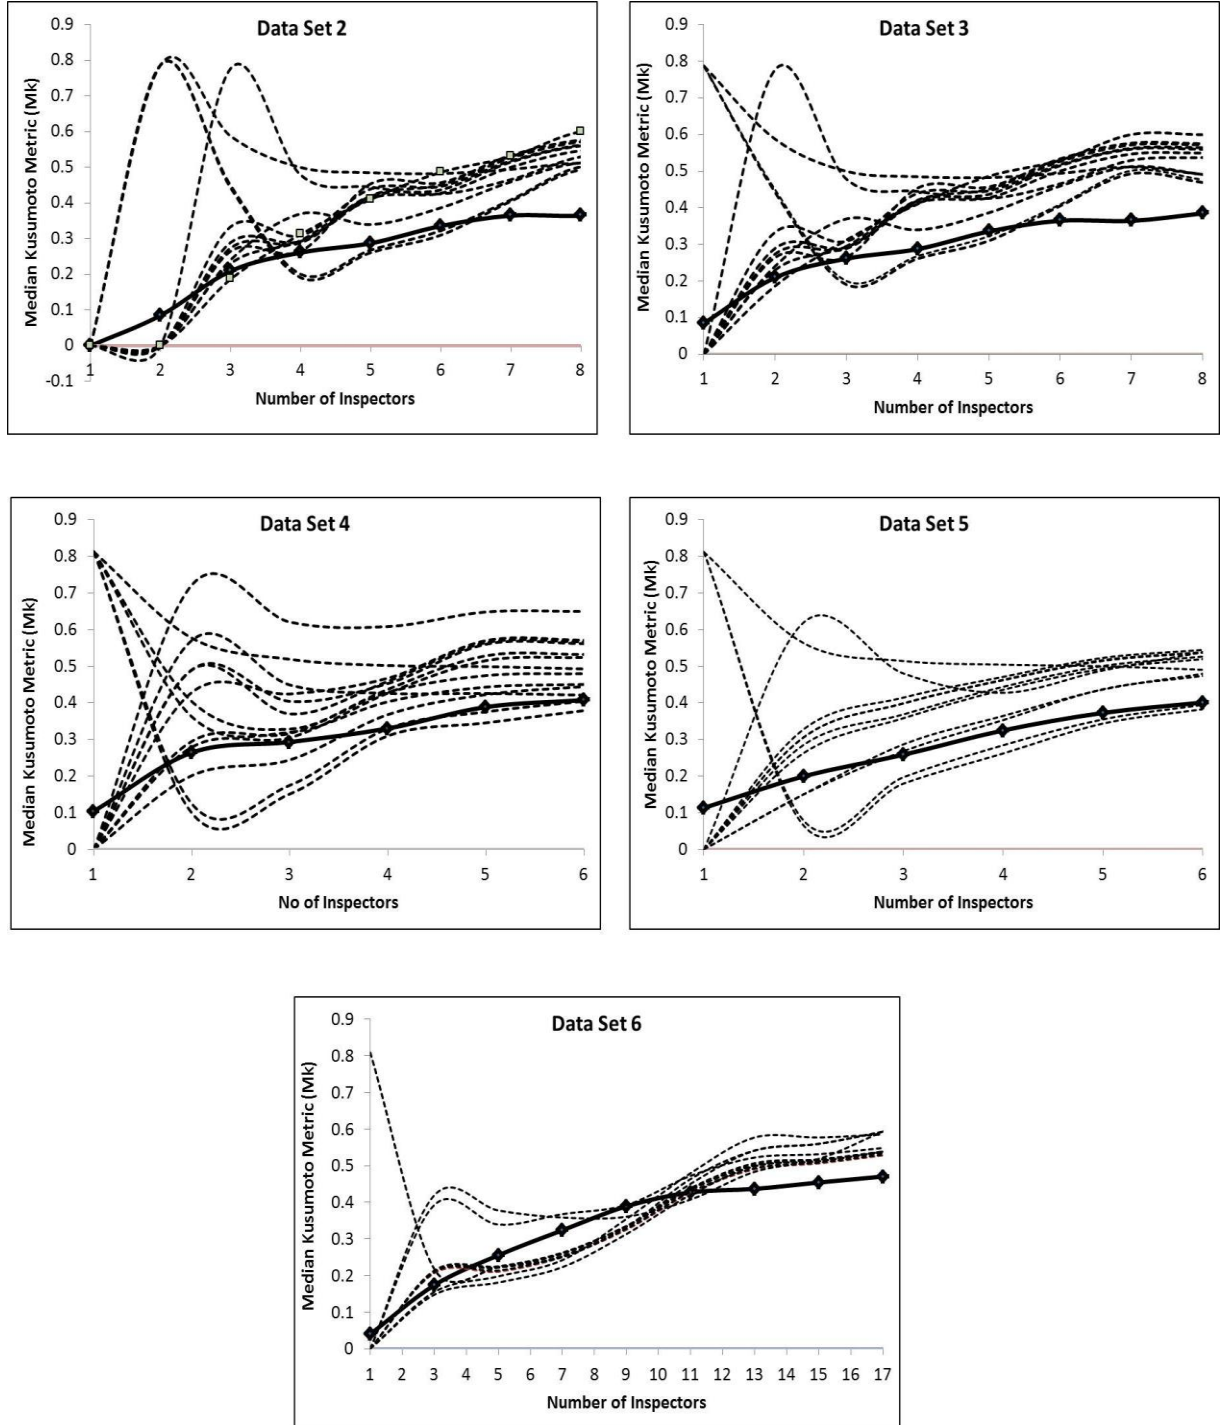 Data Set 2
Median Kusumoto Metric (Mk)
0.9
0.8
0.7
0.6
0.5
0.4
0.3
0.2
0.1
0
-0.1
1 2 3 4 5 6 7 8
Number of Inspectors
Data Set 3
Median Kusumoto Metric (Mk)
0.9
0.8
0.7
0.6
0.5
0.4
0.3
0.2
0.1
0
1 2 3 4 5 6 7 8
Number of Inspectors
Data Set 4
Median Kusumoto Metric (Mk)
0.9
0.8
0.7
0.6
0.5
0.4
0.3
0.2
0.1
0
1 2 3 4 5 6
No of Inspectors
Data Set 5
Median Kusumoto Metric (Mk)
0.9
0.8
0.7
0.6
0.5
0.4
0.3
0.2
0.1
0
1 2 3 4 5 6
Number of Inspectors
Data Set 6
Median Kusumoto Metric (Mk)
0.9
0.8
0.7
0.6
0.5
0.4
0.3
0.2
0.1
0
1 2 3 4 5 6 7 8 9 10 11 12 13 14 15 16 17
Number of Inspectors